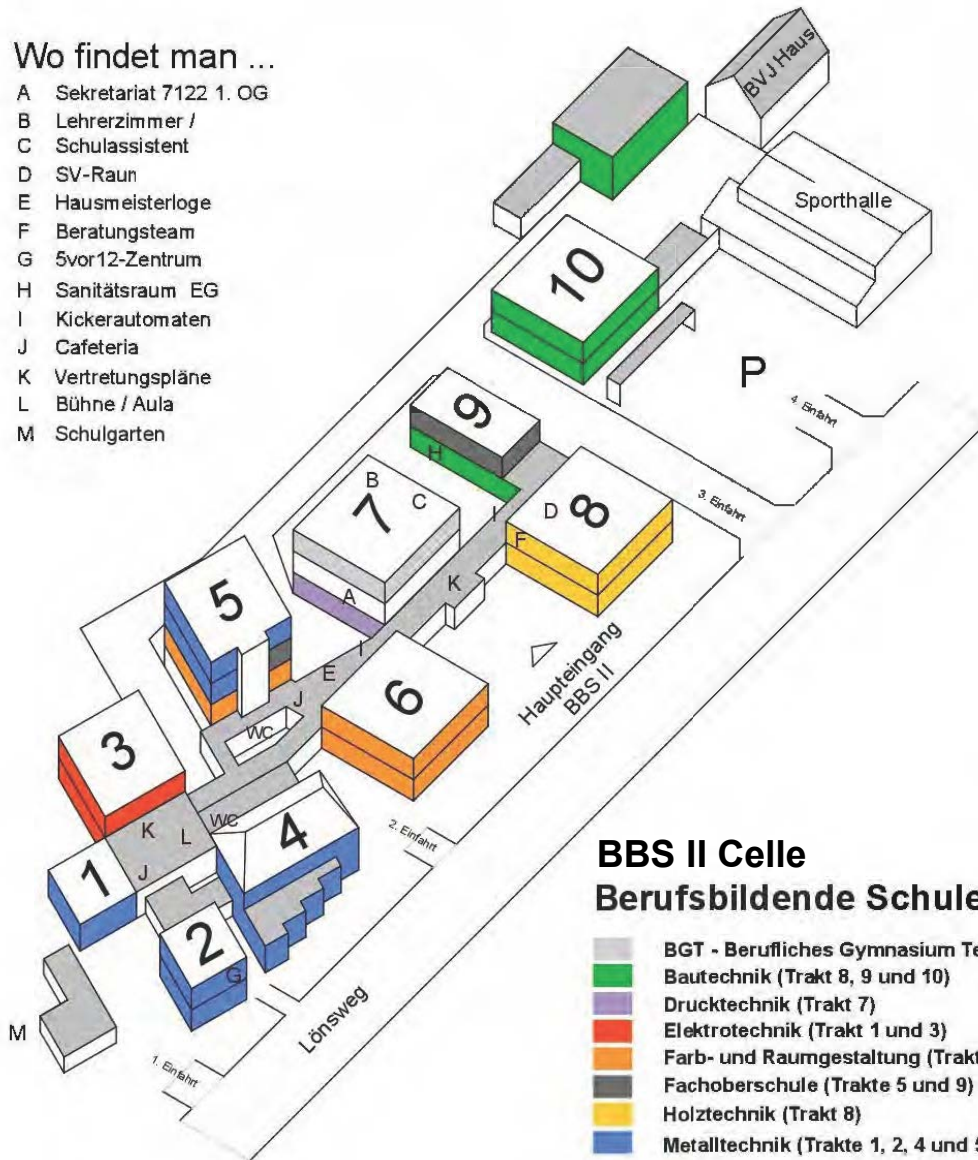 Wo findet man ...
A Sekretariat 7122 1. OG
B Lehrerzimmer /
C Schulassistent
D SV-Raun
E Hausmeisterloge
F Beratungsteam
G 5vor12-Zentrum
H Sanitätsraum EG
I Kickerautomaten
J Cafeteria
K Vertretungspläne
L Bühne / Aula
M Schulgarten
BVJ Haus
Sporthalle
10
P
4. Einfahrt
9
H
3. Einfahrt
B
C
7
I
D
8
F
A
K
5
I
E
Haupteingang
BBS II
J
6
WC
3
K
L
WC
4
2. Einfahrt
1
J
2
G
M
Lönsweg
1. Einfahrt
BBS II Celle
Berufsbildende Schule
BGT - Berufliches Gymnasium Te
Bautechnik (Trakt 8, 9 und 10)
Drucktechnik (Trakt 7)
Elektrotechnik (Trakt 1 und 3)
Farb- und Raumgestaltung (Trakt
Fachoberschule (Trakte 5 und 9)
Holztechnik (Trakt 8)
Metalltechnik (Trakte 1, 2, 4 und 5